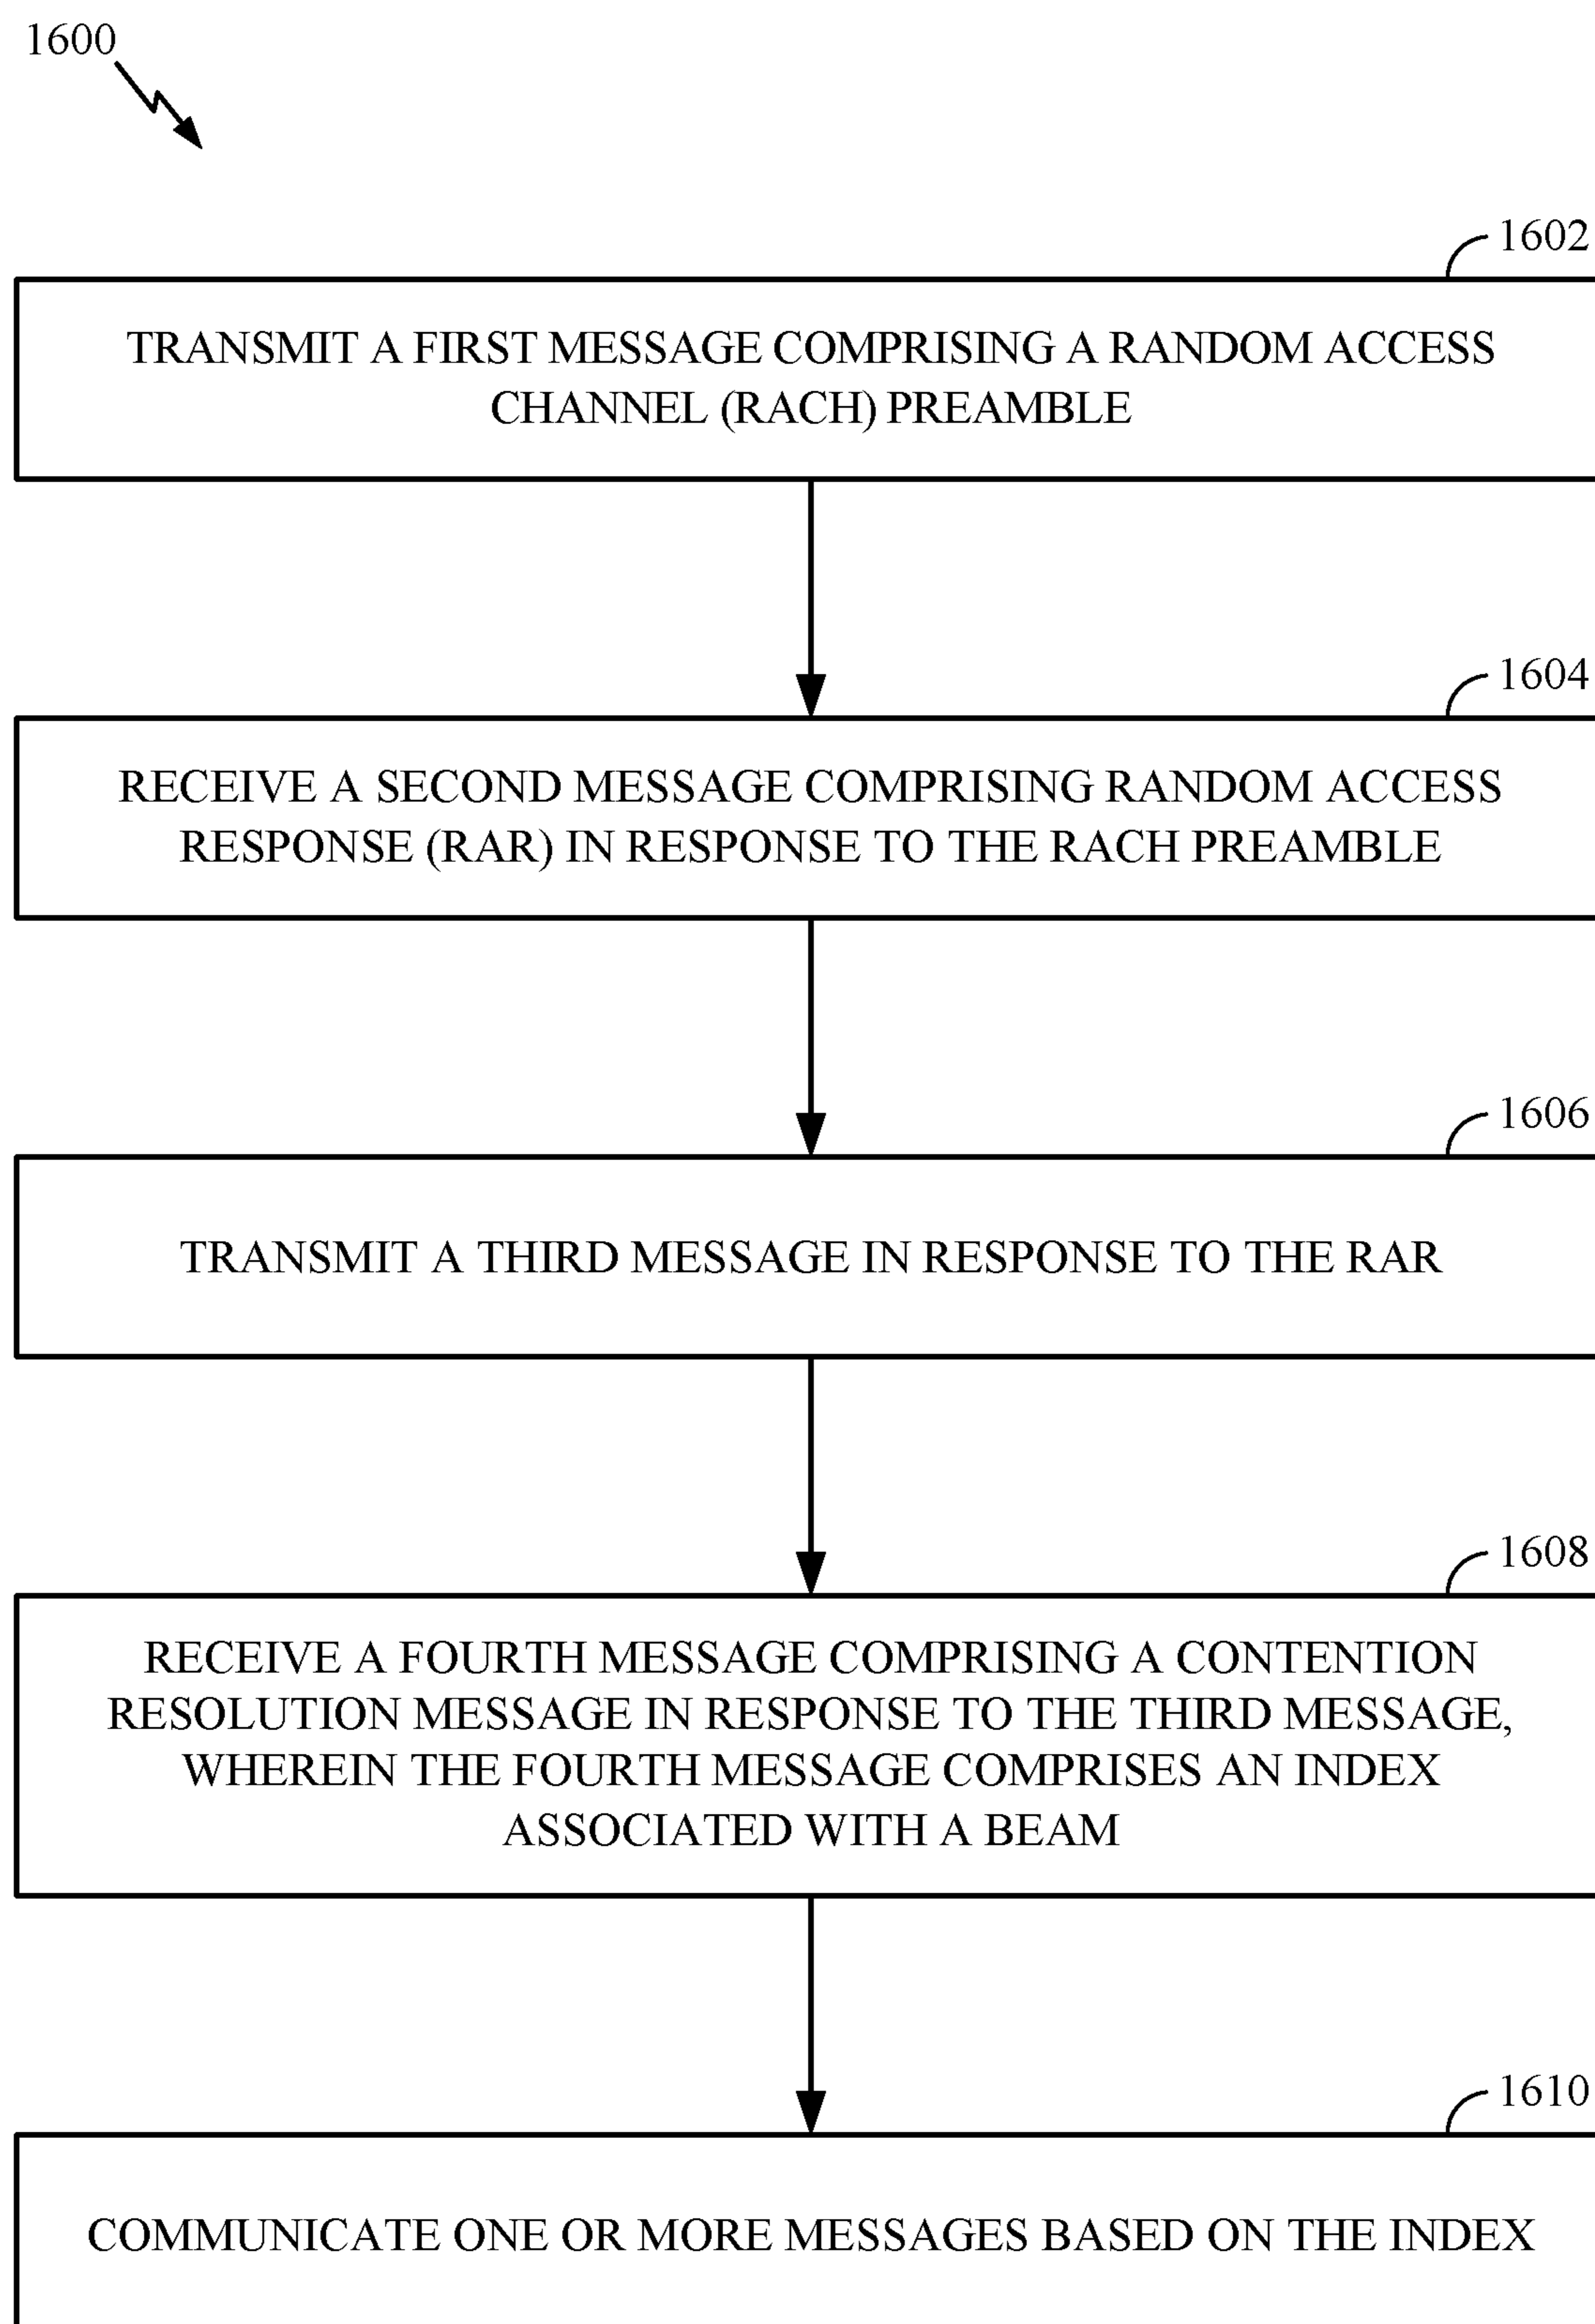 1600
1602
TRANSMIT A FIRST MESSAGE COMPRISING A RANDOM ACCESS
CHANNEL (RACH) PREAMBLE
1604
RECEIVE A SECOND MESSAGE COMPRISING RANDOM ACCESS
RESPONSE (RAR) IN RESPONSE TO THE RACH PREAMBLE
1606
TRANSMIT A THIRD MESSAGE IN RESPONSE TO THE RAR
1608
RECEIVE A FOURTH MESSAGE COMPRISING A CONTENTION
RESOLUTION MESSAGE IN RESPONSE TO THE THIRD MESSAGE,
WHEREIN THE FOURTH MESSAGE COMPRISES AN INDEX
ASSOCIATED WITH A BEAM
1610
COMMUNICATE ONE OR MORE MESSAGES BASED ON THE INDEX